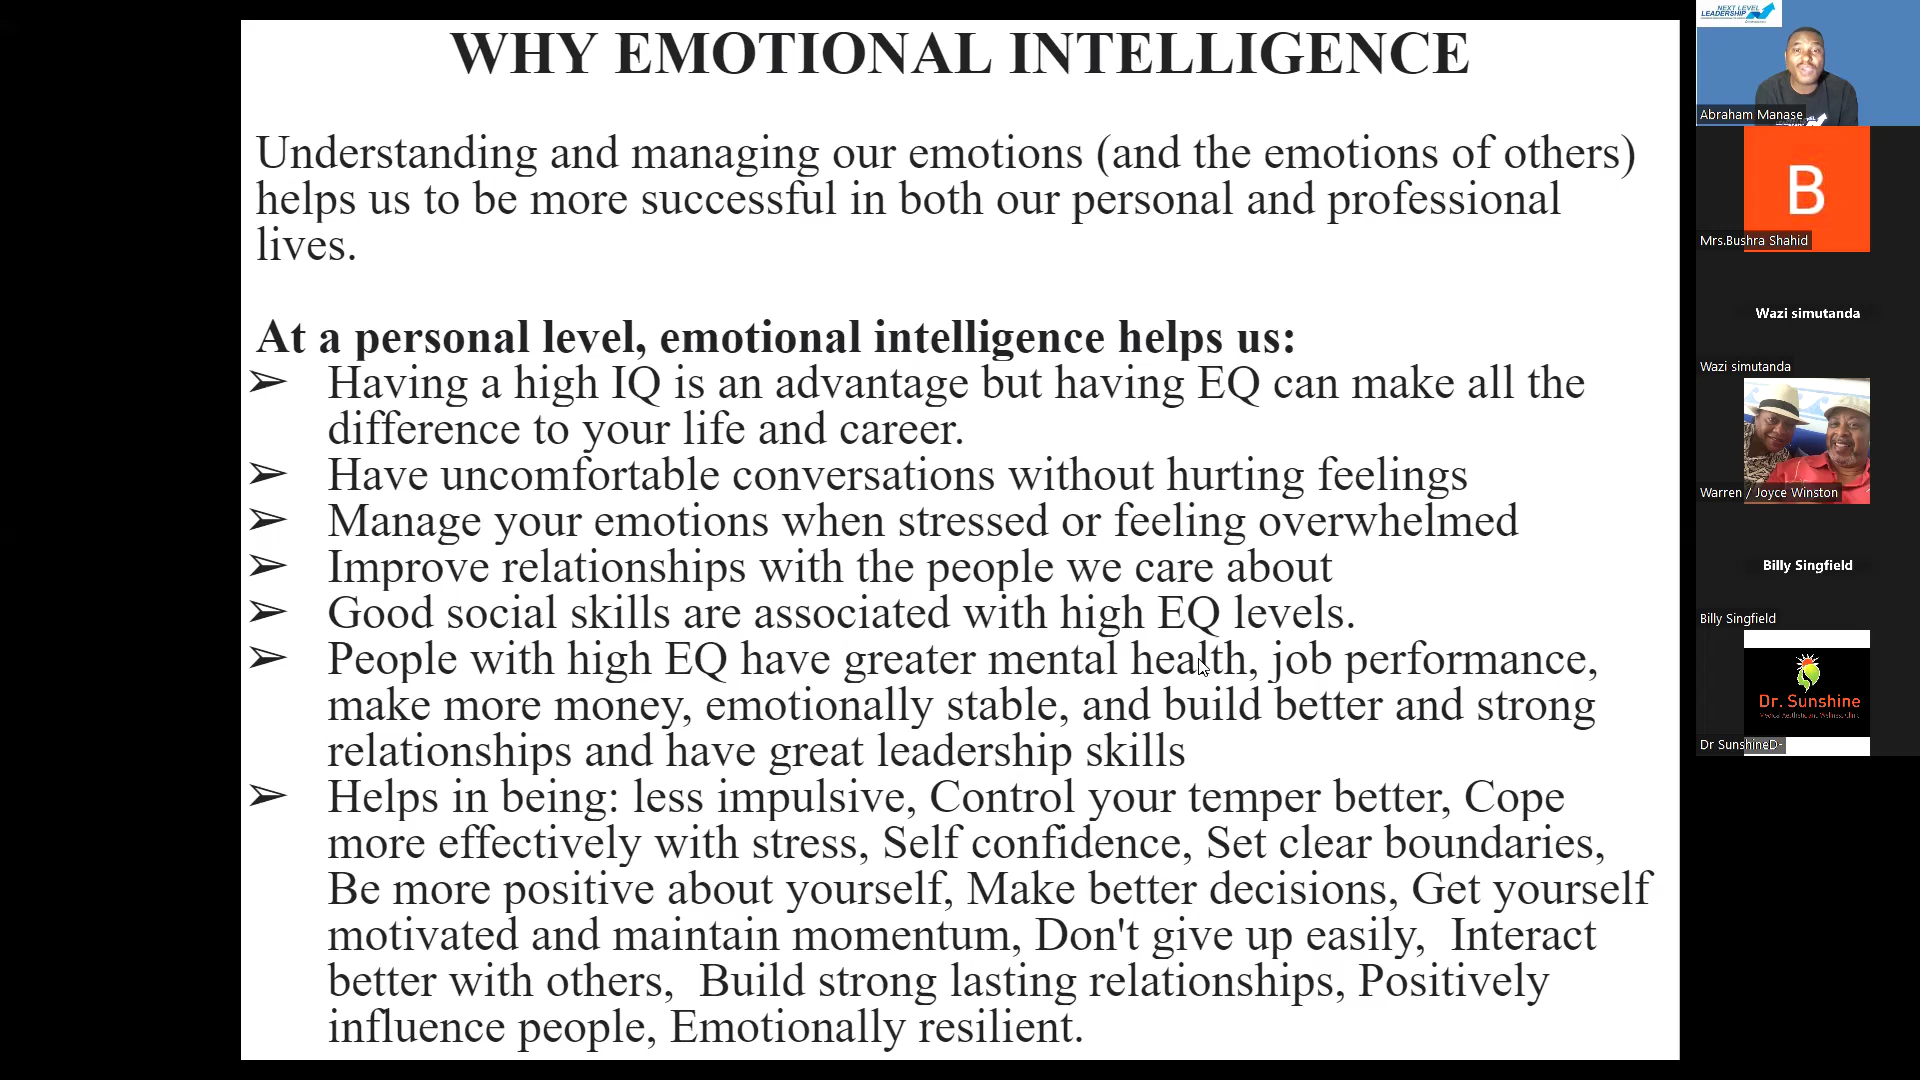 WHY EMOTIONAL INTELLIGENCE
Understanding and managing our emotions (and the emotions of others)
helps us to be more successful in both our personal and professional
lives.
At a personal level, emotional intelligence helps us:
➢ Having a high IQ is an advantage but having EQ can make all the
difference to your life and career.
➢ Have uncomfortable conversations without hurting feelings
➢ Manage your emotions when stressed or feeling overwhelmed
➢ Improve relationships with the people we care about
➢ Good social skills are associated with high EQ levels.
➢ People with high EQ have greater mental health, job performance,
make more money, emotionally stable, and build better and strong
relationships and have great leadership skills
➢ Helps in being: less impulsive, Control your temper better, Cope
more effectively with stress, Self confidence, Set clear boundaries,
Be more positive about yourself, Make better decisions, Get yourself
motivated and maintain momentum, Don't give up easily,  Interact
better with others,  Build strong lasting relationships, Positively
influence people, Emotionally resilient.
NEXT LEVEL
LEADERSHIP
Abraham Manase
B
Mrs.Bushra Shahid
Wazi simutanda
Wazi simutanda
Warren / Joyce Winston
Billy Singfield
Billy Singfield
Dr. Sunshine
Medical Aesthetic and Wellness Clinic
Dr SunshineD-